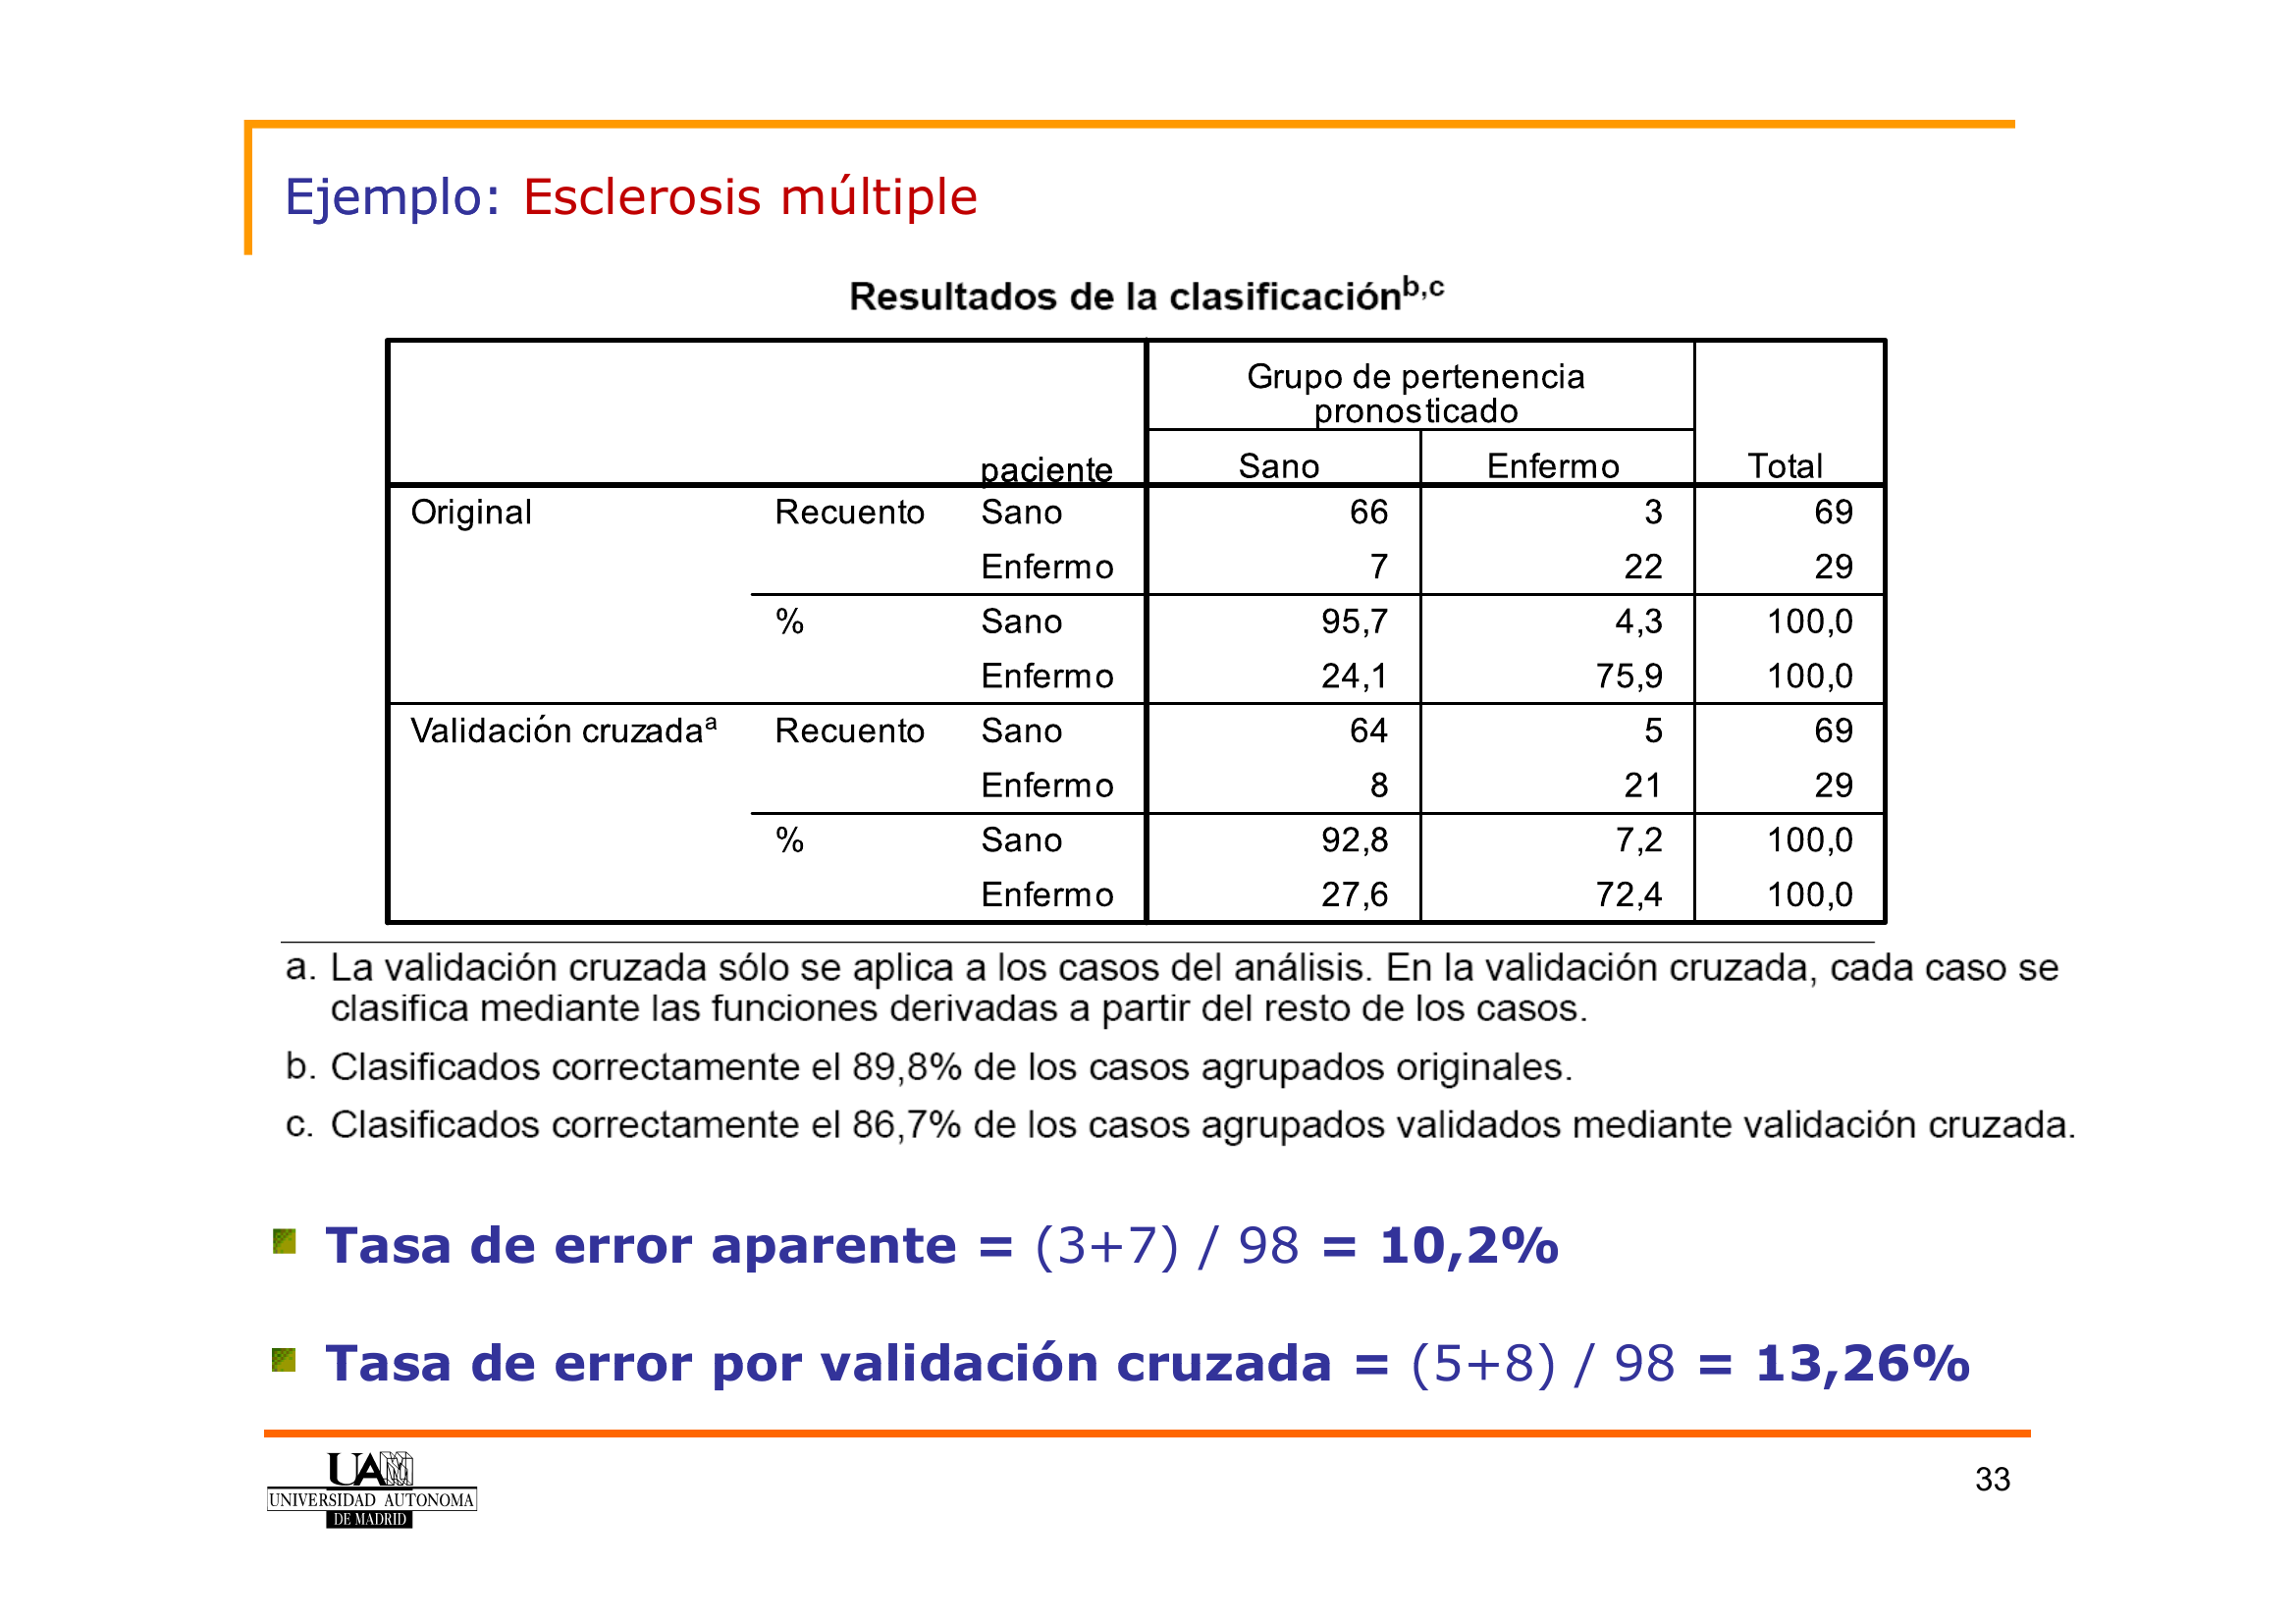 Ejemplo: Esclerosis múltiple
Resultados de la clasificación b,c
Grupo de pertenencia
pronosticado
paciente Sano Enfermo Total
Original Recuento Sano 66 3 69
Enfermo 7 22 29
% Sano 95,7 4,3 100,0
Enfermo 24,1 75,9 100,0
Validación cruzada a Recuento Sano 64 5 69
Enfermo 8 21 29
% Sano 92,8 7,2 100,0
Enfermo 27,6 72,4 100,0
a. La validación cruzada sólo se aplica a los casos del análisis. En la validación cruzada, cada caso se
clasifica mediante las funciones derivadas a partir del resto de los casos.
b. Clasificados correctamente el 89,8% de los casos agrupados originales.
c. Clasificados correctamente el 86,7% de los casos agrupados validados mediante validación cruzada.
Tasa de error aparente = (3+7) / 98 = 10,2%
Tasa de error por validación cruzada = (5+8) / 98 = 13,26%
UAM
UNIVERSIDAD AUTONOMA
DE MADRID
33